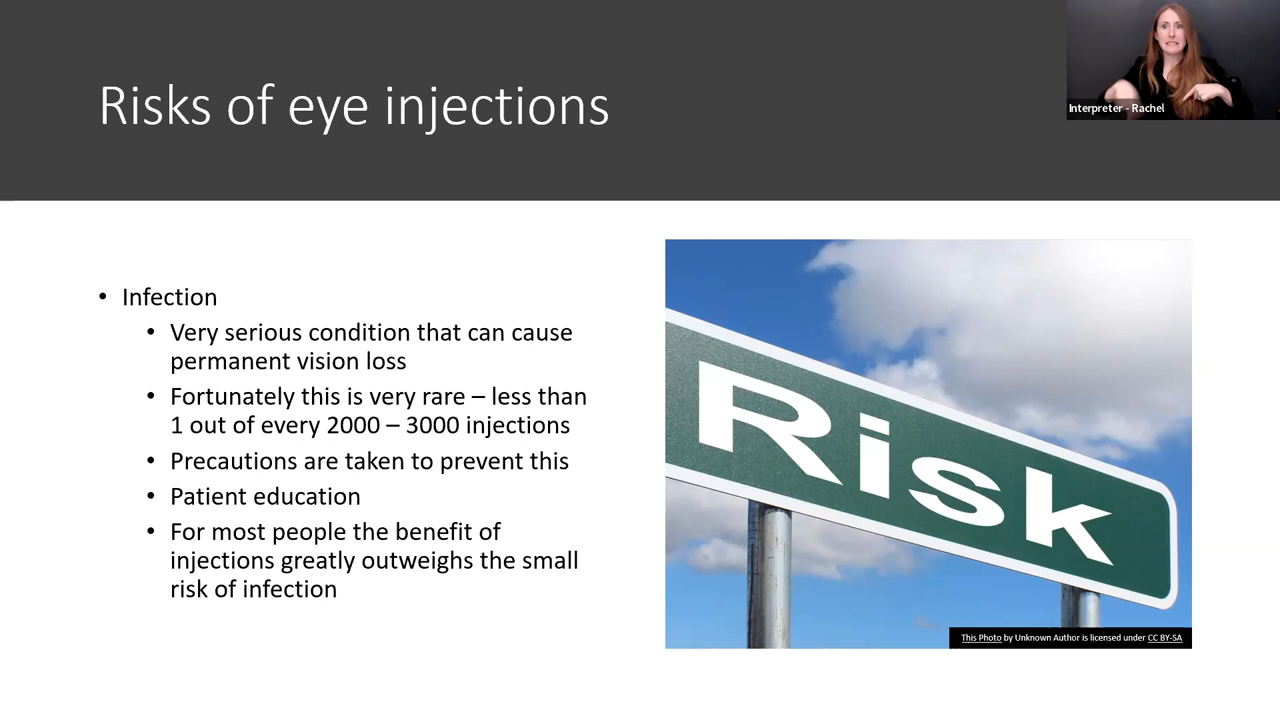 Risks of eye injections
Interpreter - Rachel
• Infection
• Very serious condition that can cause
permanent vision loss
• Fortunately this is very rare – less than
1 out of every 2000 – 3000 injections
• Precautions are taken to prevent this
• Patient education
• For most people the benefit of
injections greatly outweighs the small
risk of infection
Risk
This Photo by Unknown Author is licensed under CC BY-SA